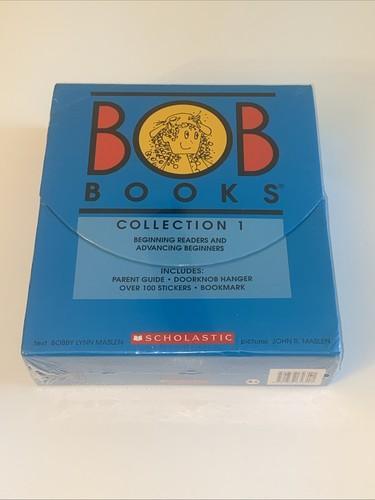 BOB
BOOKS®
COLLECTION 1
BEGINNING READERS AND
ADVANCING BEGINNERS
INCLUDES:
PARENT GUIDE • DOORKNOB HANGER
OVER 100 STICKERS • BOOKMARK
text BOBBY LYNN MASLEN SCHOLASTIC pictures JOHN R. MASLEN